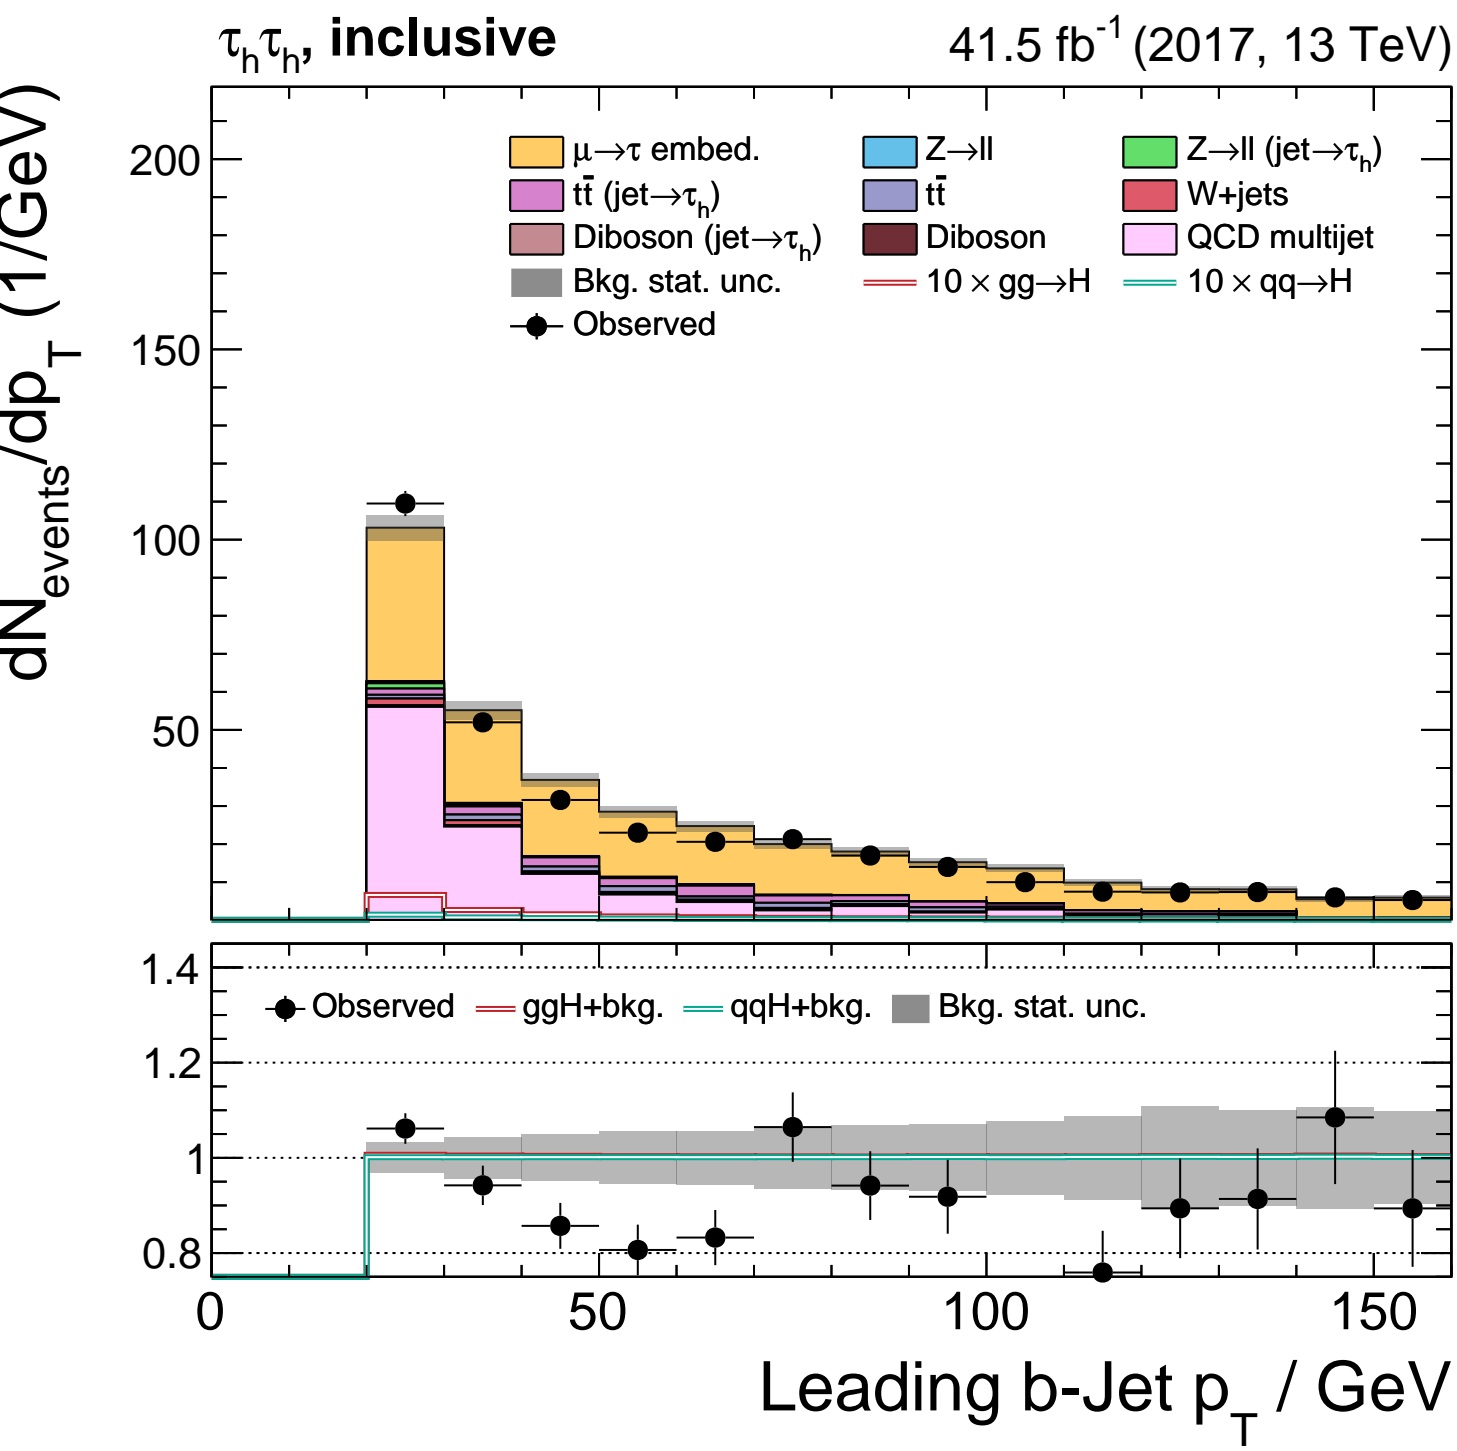 τhτh, inclusive
41.5 fb-1 (2017, 13 TeV)
dNevents/dpT (1/GeV)
200
150
100
50
μ→τ embed.
Z→ll
Z→ll (jet→τh)
tt̄ (jet→τh)
tt̄
W+jets
Diboson (jet→τh)
Diboson
QCD multijet
Bkg. stat. unc.
10 × gg→H
10 × qq→H
Observed
1.4
1.2
1
0.8
Observed
ggH+bkg.
qqH+bkg.
Bkg. stat. unc.
0
50
100
150
Leading b-Jet pT / GeV